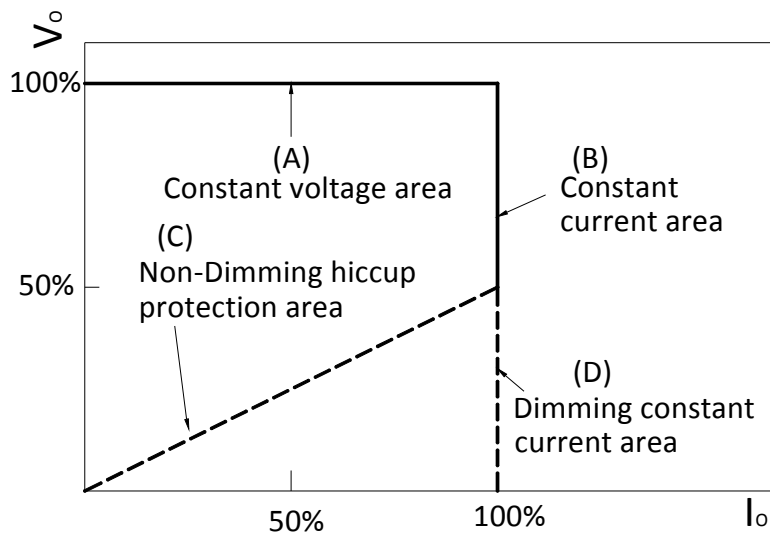 Vo
100%
(A)
Constant voltage area
(B)
Constant
current area
(C)
Non-Dimming hiccup
protection area
50%
(D)
Dimming constant
current area
50%
100%
Io